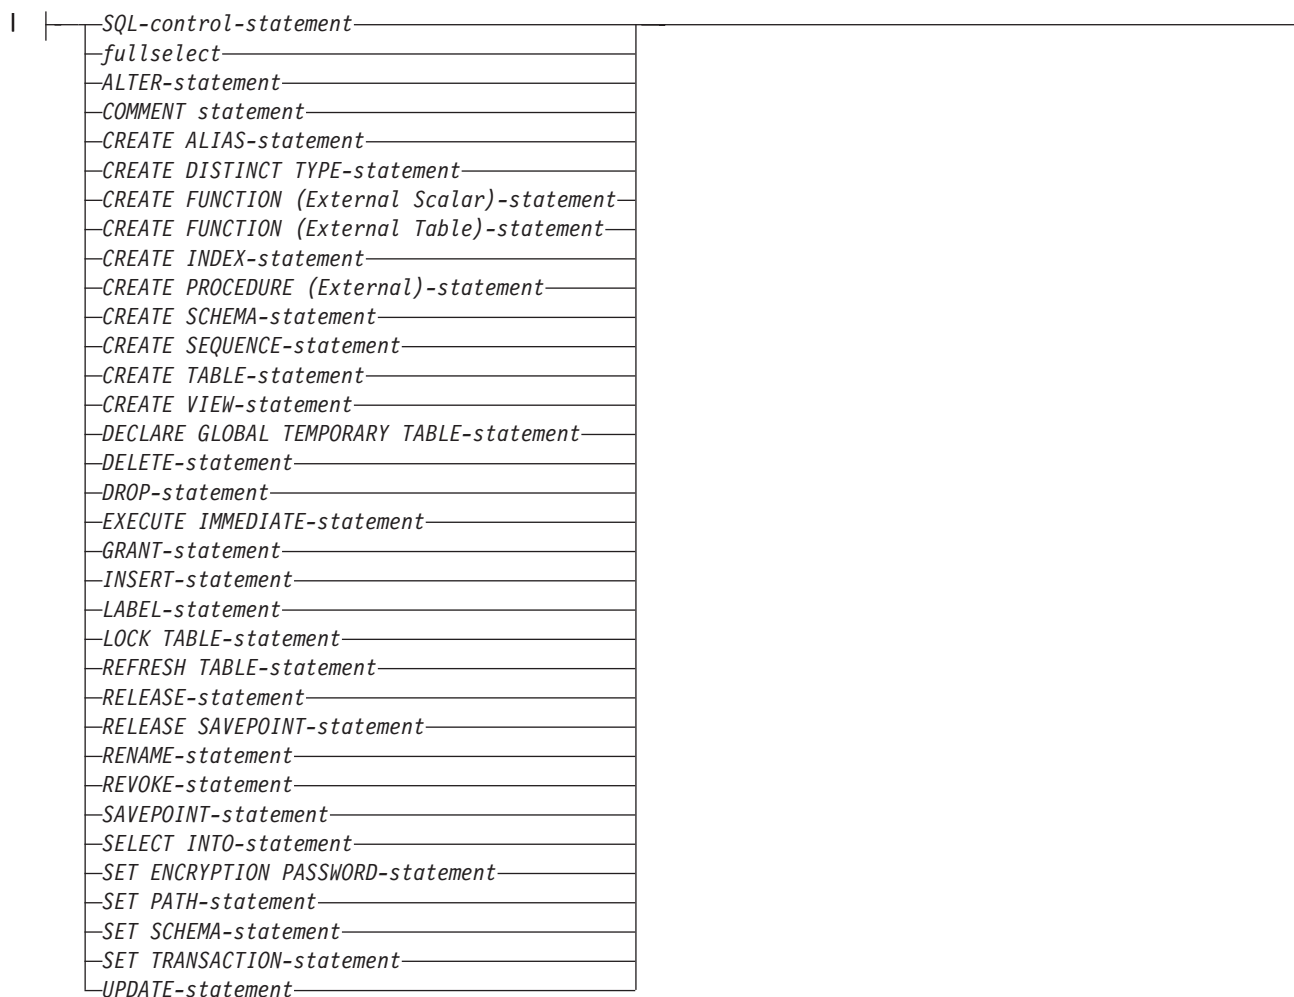 SQL-control-statement
fullselect
ALTER-statement
COMMENT statement
CREATE ALIAS-statement
CREATE DISTINCT TYPE-statement
CREATE FUNCTION (External Scalar)-statement
CREATE FUNCTION (External Table)-statement
CREATE INDEX-statement
CREATE PROCEDURE (External)-statement
CREATE SCHEMA-statement
CREATE SEQUENCE-statement
CREATE TABLE-statement
CREATE VIEW-statement
DECLARE GLOBAL TEMPORARY TABLE-statement
DELETE-statement
DROP-statement
EXECUTE IMMEDIATE-statement
GRANT-statement
INSERT-statement
LABEL-statement
LOCK TABLE-statement
REFRESH TABLE-statement
RELEASE-statement
RELEASE SAVEPOINT-statement
RENAME-statement
REVOKE-statement
SAVEPOINT-statement
SELECT INTO-statement
SET ENCRYPTION PASSWORD-statement
SET PATH-statement
SET SCHEMA-statement
SET TRANSACTION-statement
UPDATE-statement